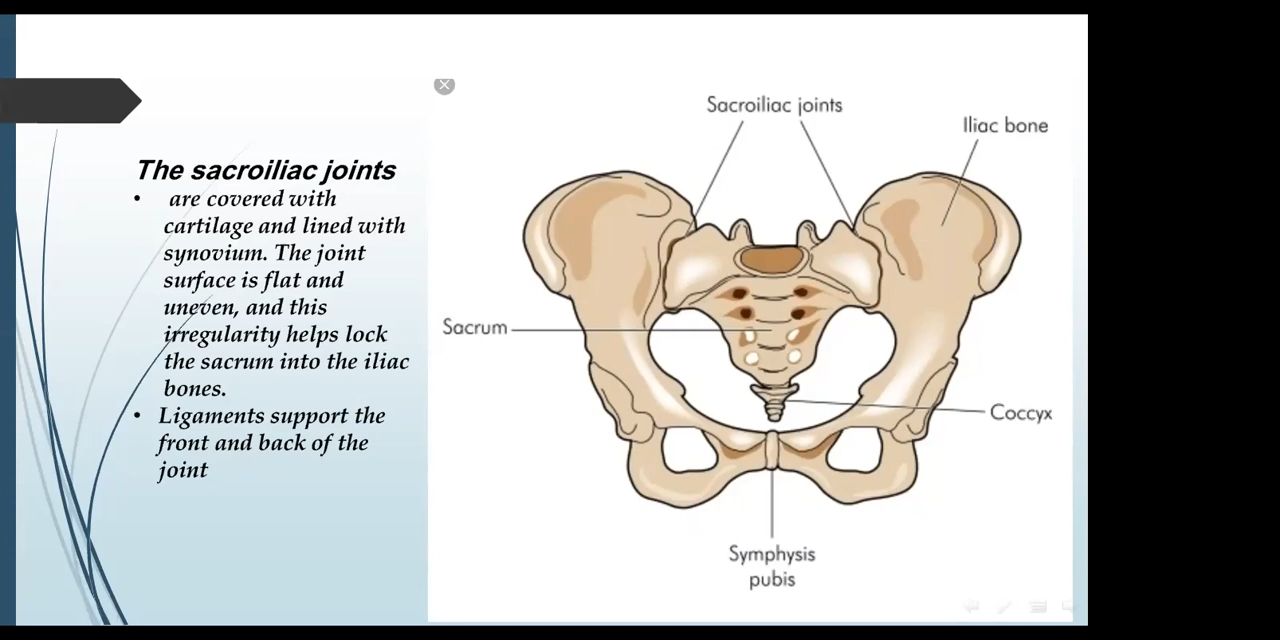 The sacroiliac joints
• are covered with
cartilage and lined with
synovium. The joint
surface is flat and
uneven, and this
irregularity helps lock
the sacrum into the iliac
bones.
• Ligaments support the
front and back of the
joint
Sacroiliac joints
Iliac bone
Sacrum
Coccyx
Symphysis
pubis